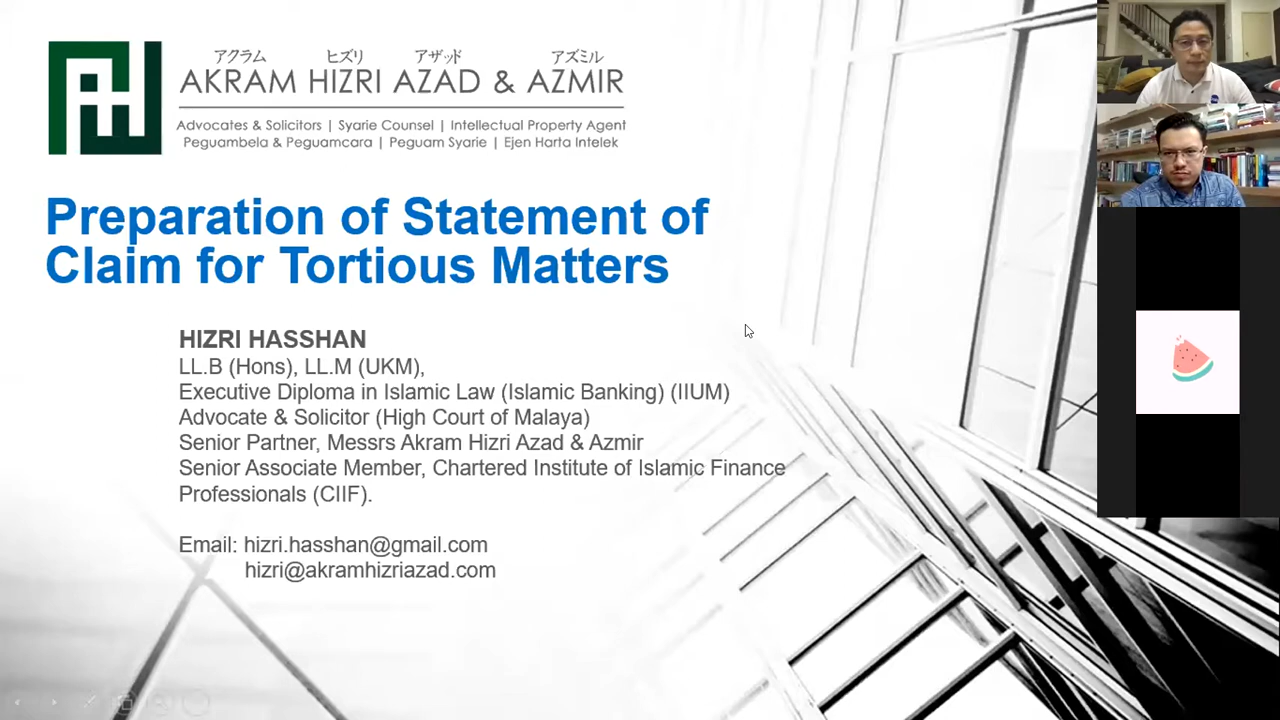 アクラム ヒズリ アザッド アズミル
AKRAM HIZRI AZAD & AZMIR
Advocates & Solicitors | Syarie Counsel | Intellectual Property Agent
Peguambela & Peguamcara | Peguam Syarie | Ejen Harta Intelek
Preparation of Statement of
Claim for Tortious Matters
HIZRI HASSHAN
LL.B (Hons), LL.M (UKM),
Executive Diploma in Islamic Law (Islamic Banking) (IIUM)
Advocate & Solicitor (High Court of Malaya)
Senior Partner, Messrs Akram Hizri Azad & Azmir
Senior Associate Member, Chartered Institute of Islamic Finance
Professionals (CIIF).
Email: hizri.hasshan@gmail.com
hizri@akramhizriazad.com